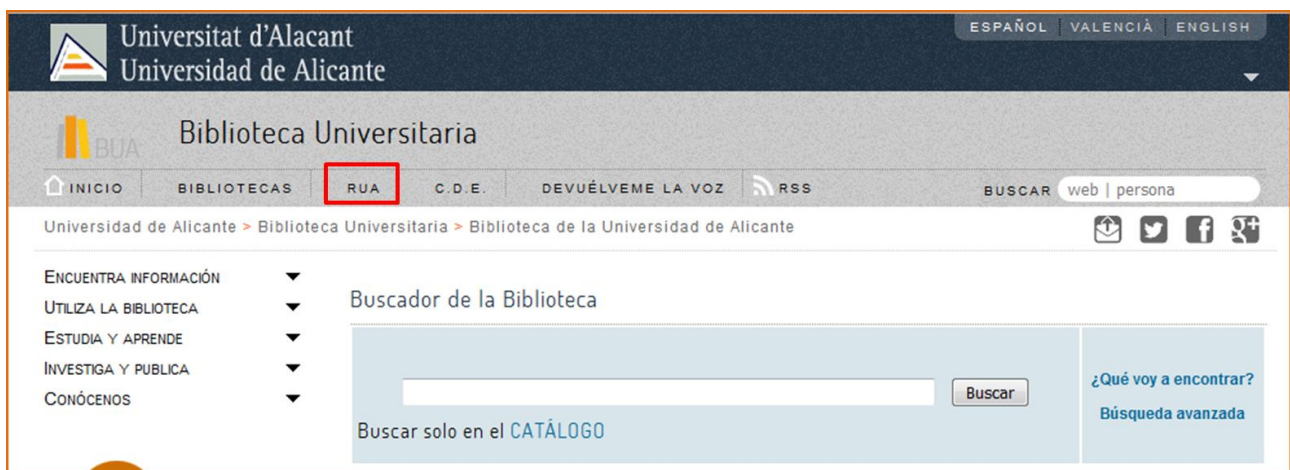 Universitat d'Alacant
Universidad de Alicante
ESPAÑOL VALENCIÀ ENGLISH
BUA
Biblioteca Universitaria
INICIO BIBLIOTECAS RUA C.D.E. DEVUÉLVEME LA VOZ RSS BUSCAR web | persona
Universidad de Alicante > Biblioteca Universitaria > Biblioteca de la Universidad de Alicante
ENCUENTRA INFORMACIÓN
UTILIZA LA BIBLIOTECA
ESTUDIA Y APRENDE
INVESTIGA Y PUBLICA
CONÓCENOS
Buscador de la Biblioteca
Buscar
Buscar solo en el CATÁLOGO
¿Qué voy a encontrar?
Búsqueda avanzada